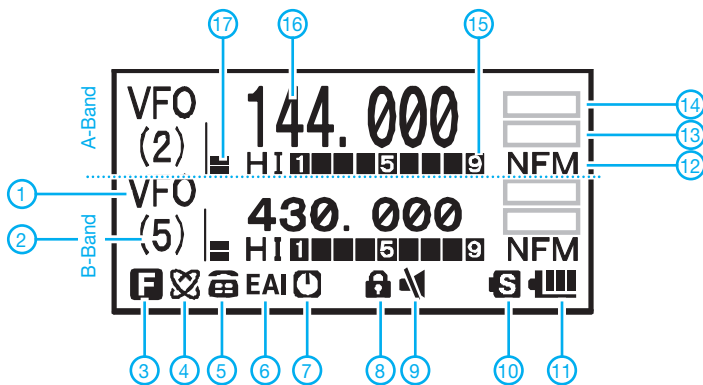 17 16 15
A-Band
VFO 144.000 14
(2) 13
HI 1 5 9 NFM 12
1 VFO
B-Band
2 (5) 430.000
HI 1 5 9 NFM
F EAI S
3 4 5 6 7 8 9 10 11